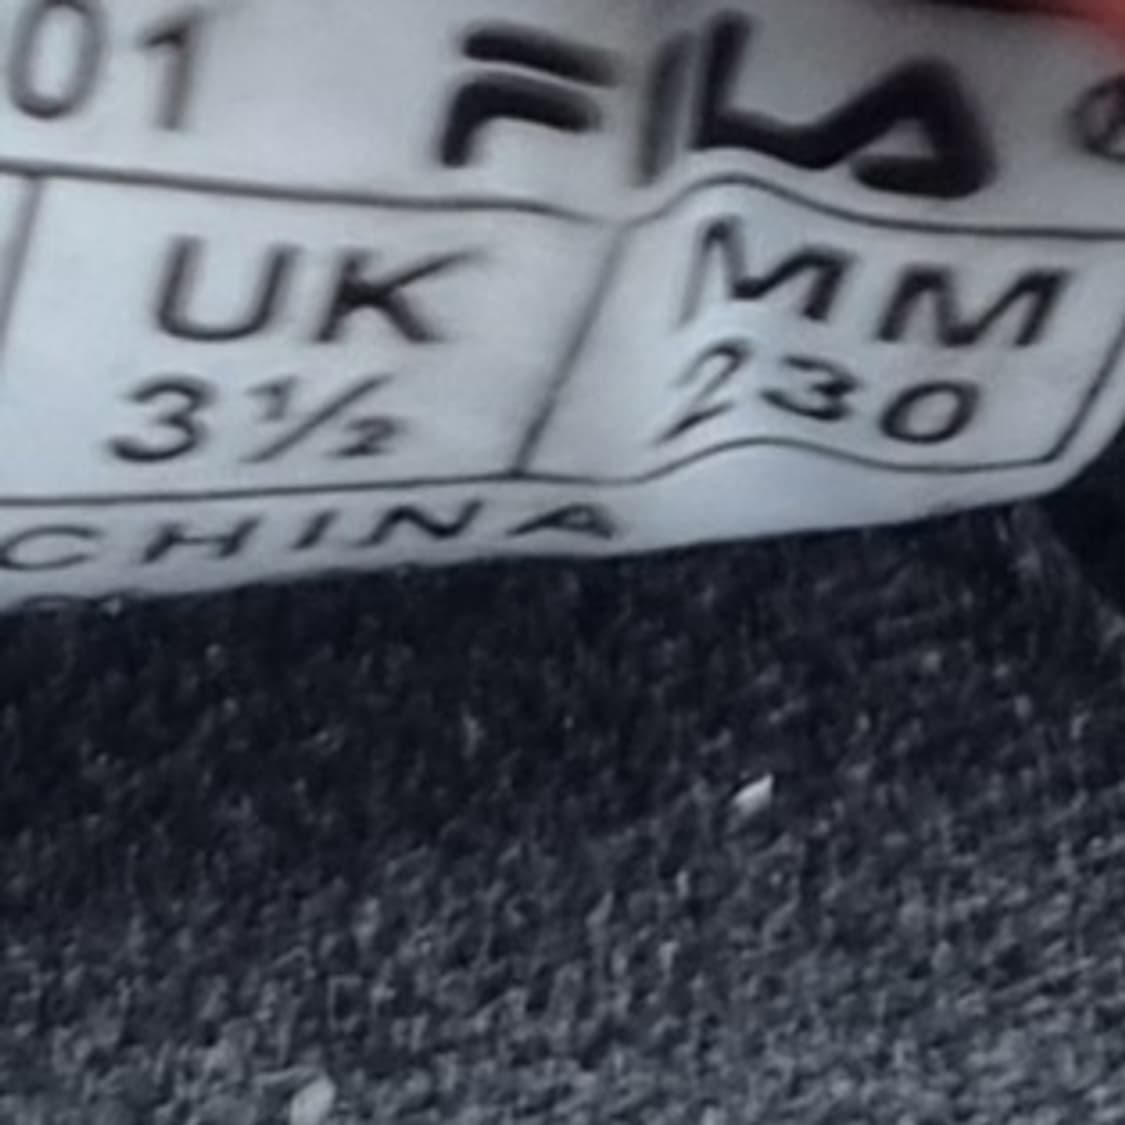 01 FILA ®
UK MM
3½ 230
CHINA